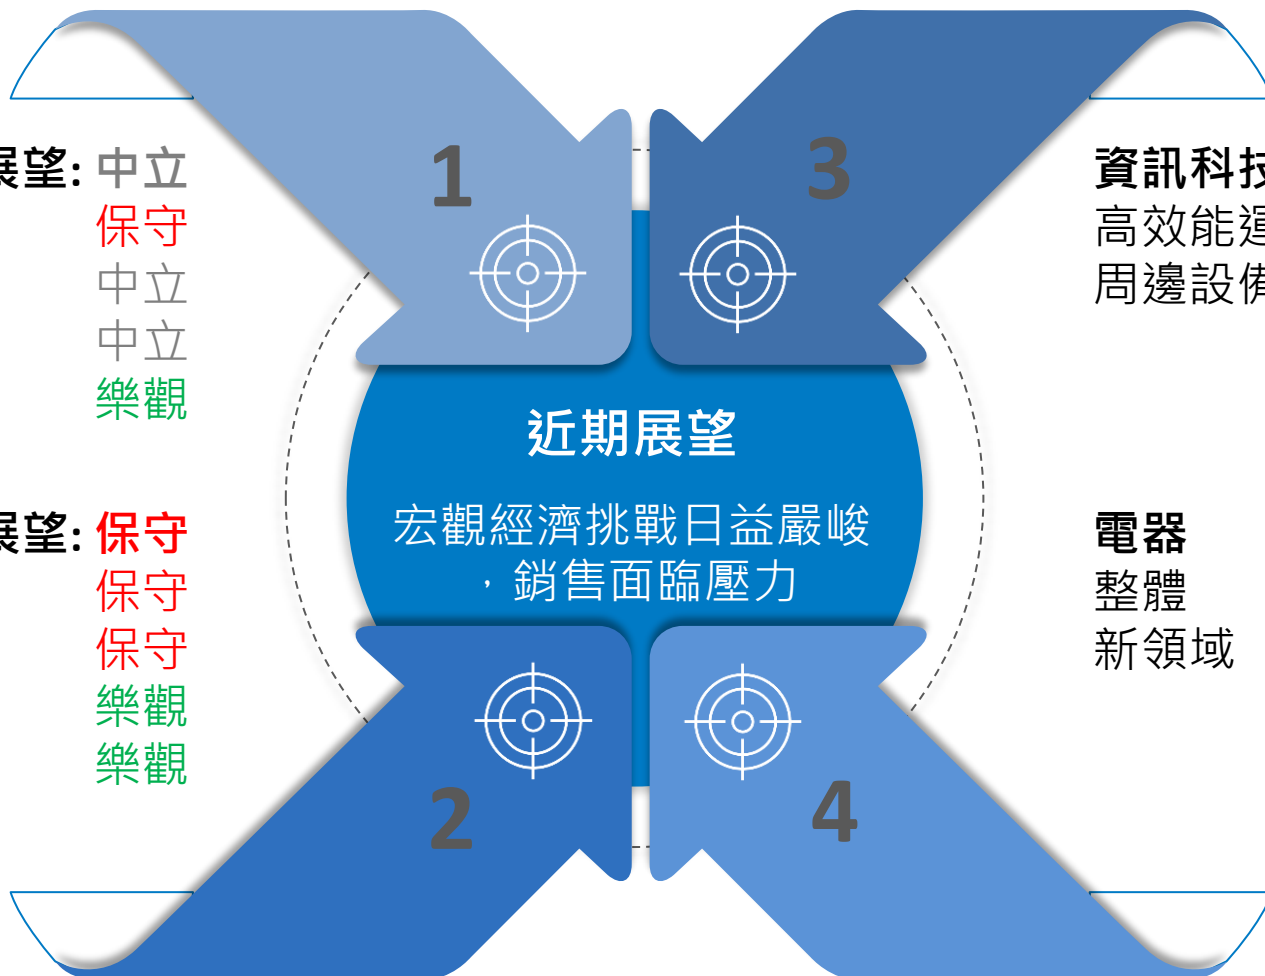 1
3
展望: 中立
保守
中立
中立
樂觀
資訊科技
高效能運
周邊設備
近期展望
宏觀經濟挑戰日益嚴峻
，銷售面臨壓力
展望: 保守
保守
保守
樂觀
樂觀
電器
整體
新領域
2
4